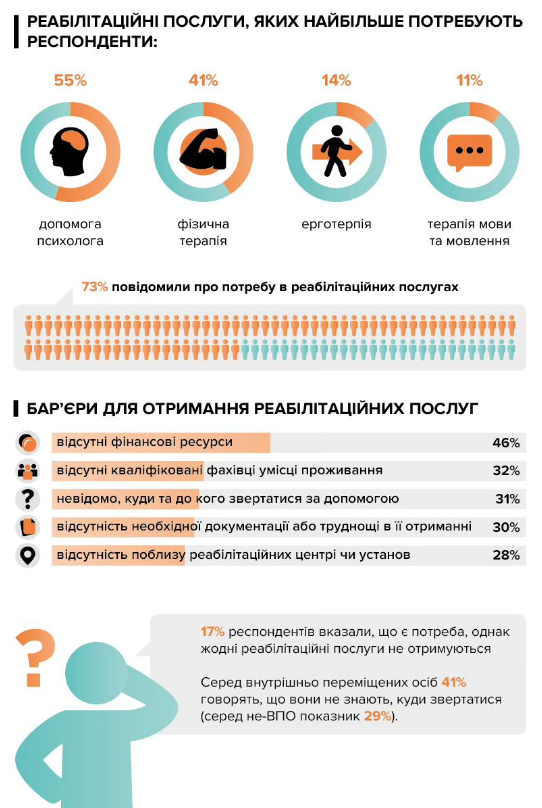 РЕАБІЛІТАЦІЙНІ ПОСЛУГИ, ЯКИХ НАЙБІЛЬШЕ ПОТРЕБУЮТЬ
РЕСПОНДЕНТИ:
55%
41%
14%
11%
допомога
психолога
фізична
терапія
ерготерпія
терапія мови
та мовлення
73% повідомили про потребу в реабілітаційних послугах
БАР’ЄРИ ДЛЯ ОТРИМАННЯ РЕАБІЛІТАЦІЙНИХ ПОСЛУГ
відсутні фінансові ресурси 46%
відсутні кваліфіковані фахівці умісці проживання 32%
невідомо, куди та до кого звертатися за допомогою 31%
відсутність необхідної документації або труднощі в її отриманні 30%
відсутність поблизу реабілітаційних центрі чи установ 28%
17% респондентів вказали, що є потреба, однак
жодні реабілітаційні послуги не отримуються
Серед внутрішньо переміщених осіб 41%
говорять, що вони не знають, куди звертатися
(серед не-ВПО показник 29%).
?
?